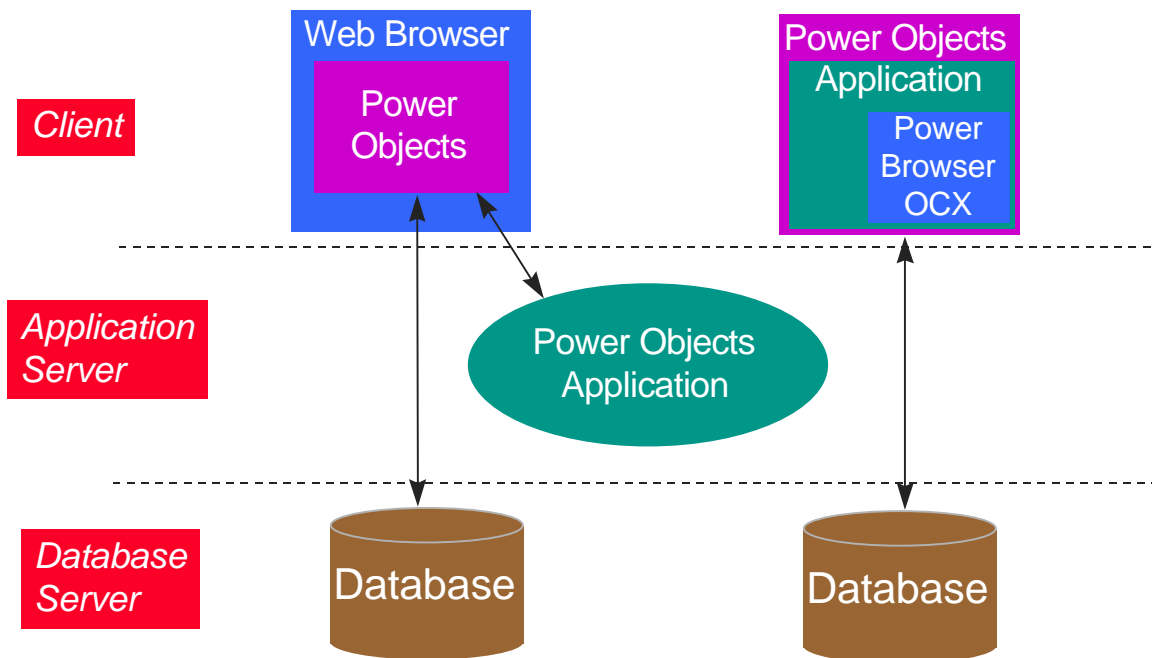 Web Browser
Power
Objects
Power Objects
Application
Power
Browser
OCX
Client
Application
Server
Power Objects
Application
Database
Server
Database
Database